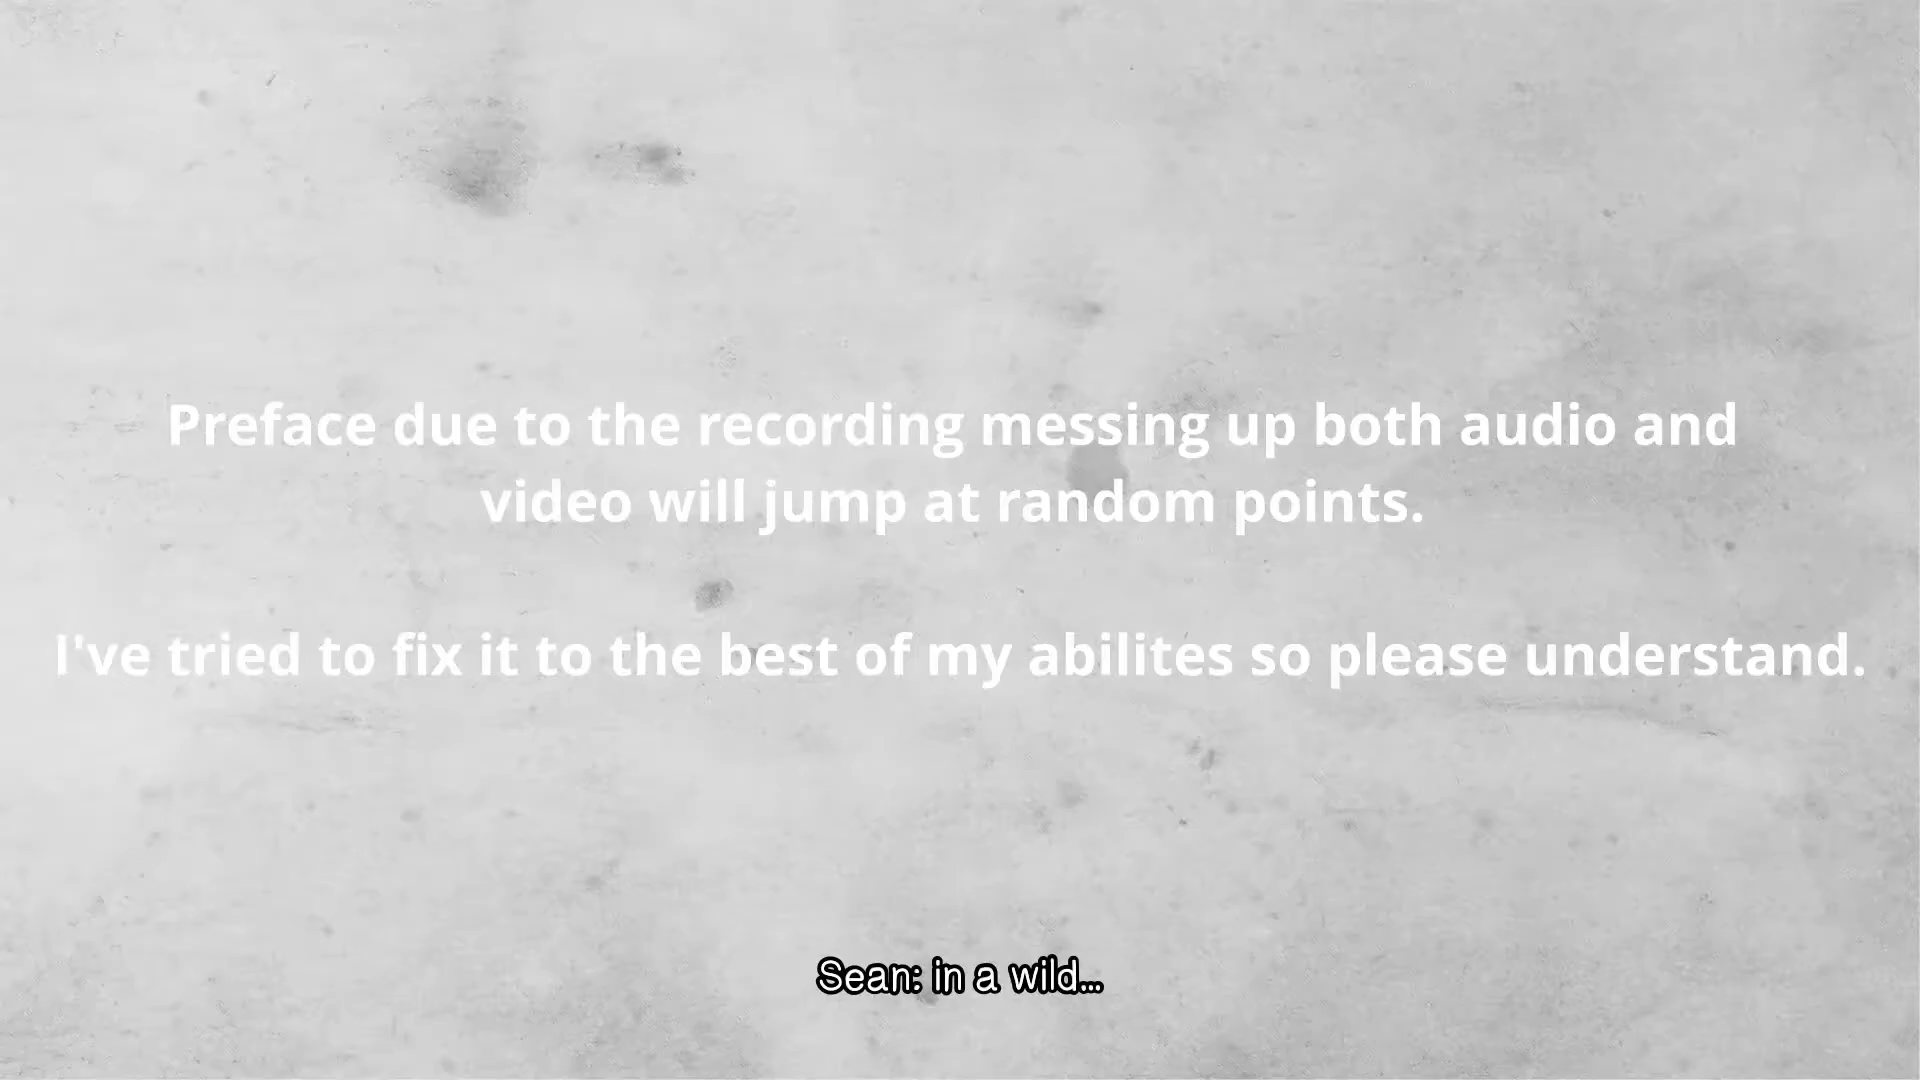 Preface due to the recording messing up both audio and
video will jump at random points.
I've tried to fix it to the best of my abilites so please understand.
Sean: in a wild...